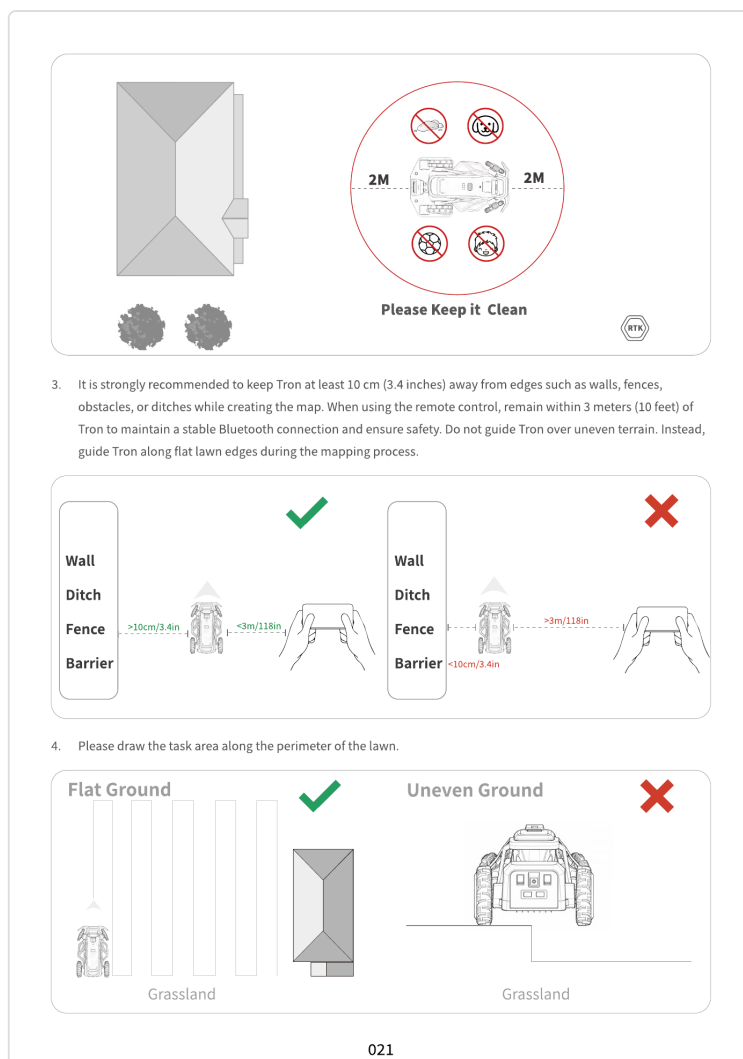 2M
2M
Please Keep it Clean
RTK
3. It is strongly recommended to keep Tron at least 10 cm (3.4 inches) away from edges such as walls, fences,
obstacles, or ditches while creating the map. When using the remote control, remain within 3 meters (10 feet) of
Tron to maintain a stable Bluetooth connection and ensure safety. Do not guide Tron over uneven terrain. Instead,
guide Tron along flat lawn edges during the mapping process.
Wall
Ditch
Fence
Barrier
>10cm/3.4in
<3m/118in
Wall
Ditch
Fence
Barrier
<10cm/3.4in
>3m/118in
4. Please draw the task area along the perimeter of the lawn.
Flat Ground
Grassland
Uneven Ground
Grassland
021